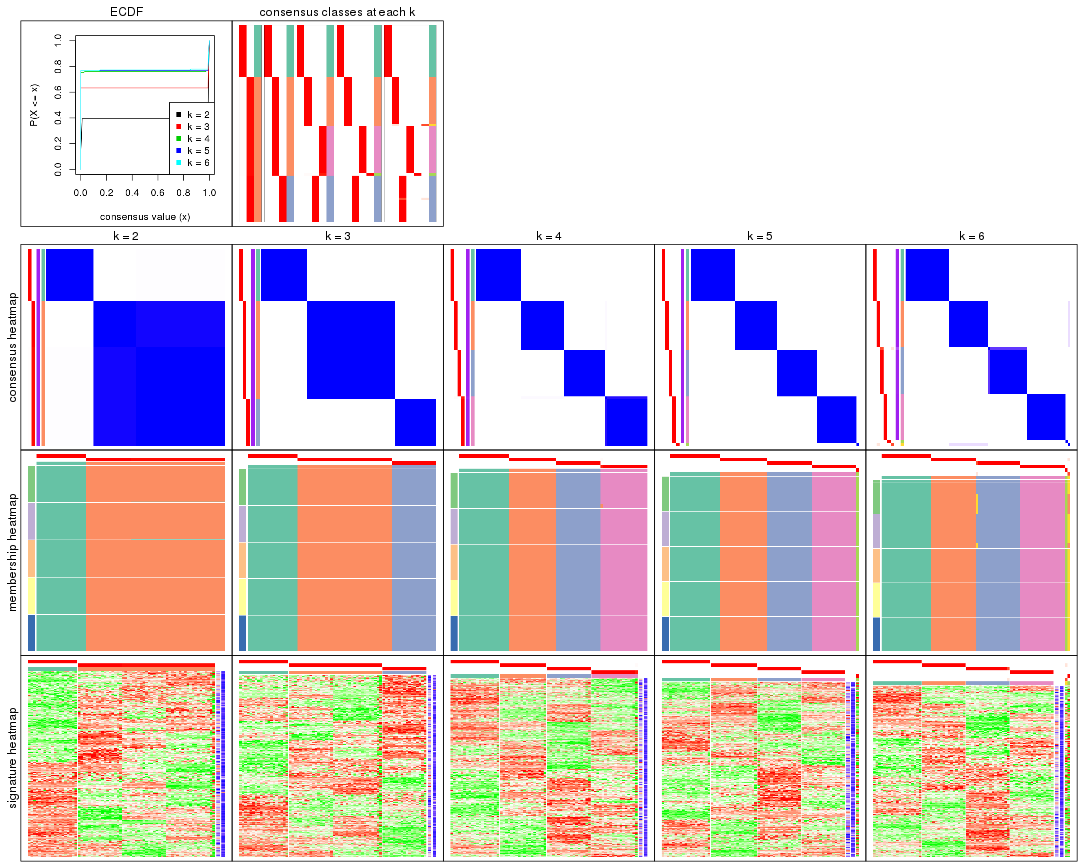 ECDF
consensus classes at each k
P(X <= x)
1.0
0.8
0.6
0.4
0.2
0.0
k = 2
k = 3
k = 4
k = 5
k = 6
0.0 0.2 0.4 0.6 0.8 1.0
consensus value (x)
k = 2
k = 3
k = 4
k = 5
k = 6
consensus heatmap
membership heatmap
signature heatmap